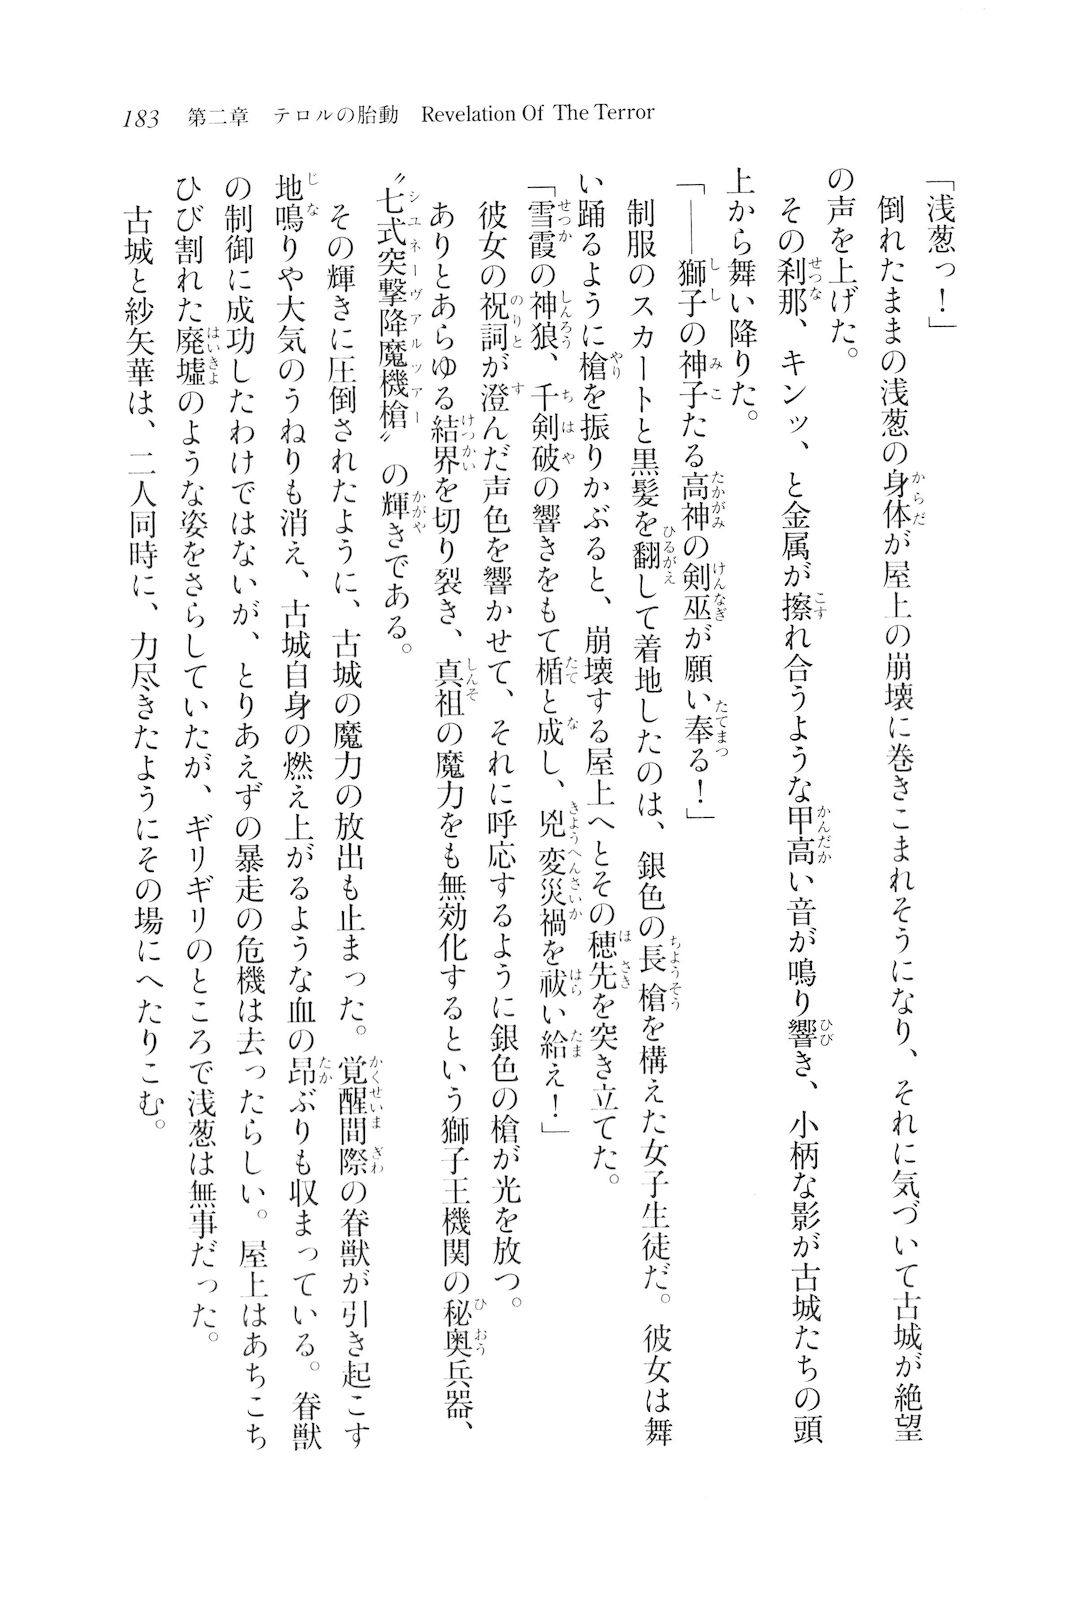 183　第二章　テロルの胎動　Revelation Of The Terror
「浅葱っ！」
　倒れたままの浅葱の身体が屋上の崩壊に巻きこまれそうになり、それに気づいて古城が絶望
の声を上げた。
　その刹那、キンッ、と金属が擦れ合うような甲高い音が鳴り響き、小柄な影が古城たちの頭
上から舞い降りた。
「――獅子の神子たる高神の剣巫が願い奉る！」
　制服のスカートと黒髪を翻して着地したのは、銀色の長槍を構えた女子生徒だ。彼女は舞
い踊るように槍を振りかぶると、崩壊する屋上へとその穂先を突き立てた。
「雪霞の神狼、千剣破の響きをもて楯と成し、兇変災禍を祓い給え！」
　彼女の祝詞が澄んだ声色を響かせて、それに呼応するように銀色の槍が光を放つ。
　ありとあらゆる結界を切り裂き、真祖の魔力をも無効化するという獅子王機関の秘奥兵器、
〝七式突撃降魔機槍〟の輝きである。
　その輝きに圧倒されたように、古城の魔力の放出も止まった。覚醒間際の眷獣が引き起こす
地鳴りや大気のうねりも消え、古城自身の燃え上がるような血の昂ぶりも収まっている。眷獣
の制御に成功したわけではないが、とりあえずの暴走の危機は去ったらしい。屋上はあちこち
ひび割れた廃墟のような姿をさらしていたが、ギリギリのところで浅葱は無事だった。
　古城と紗矢華は、二人同時に、力尽きたようにその場にへたりこむ。